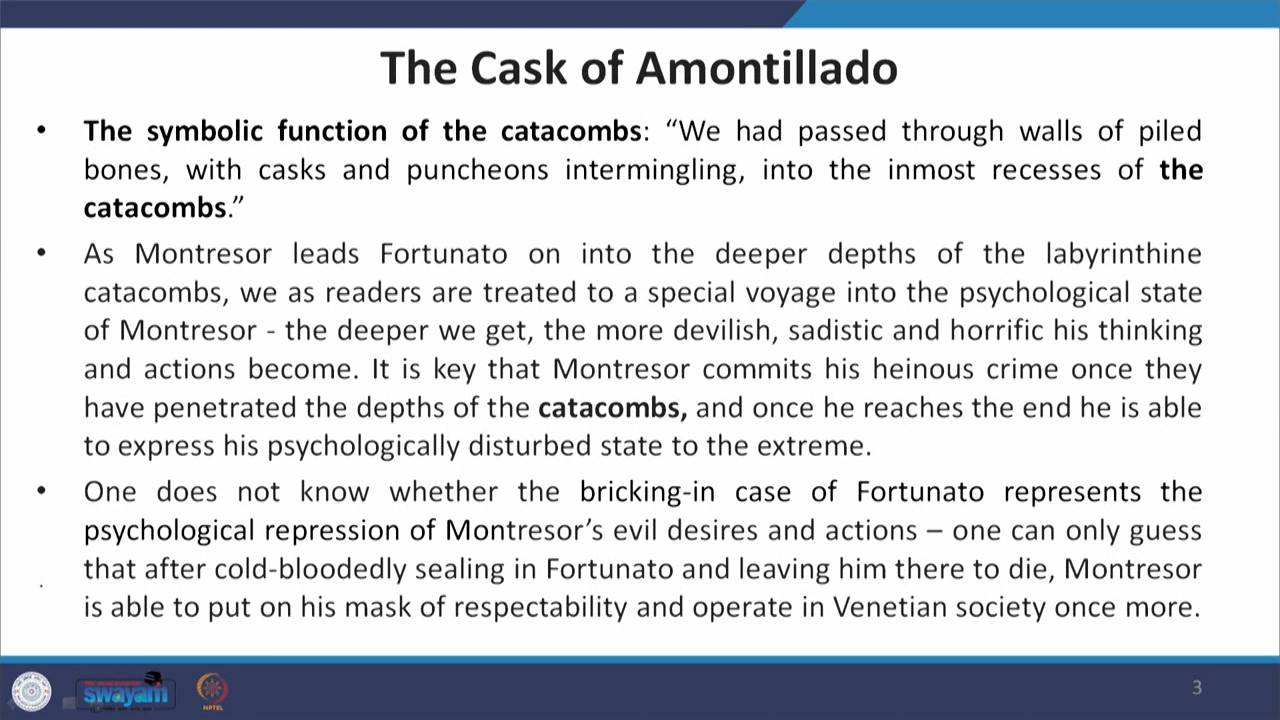 The Cask of Amontillado
• The symbolic function of the catacombs: “We had passed through walls of piled
bones, with casks and puncheons intermingling, into the inmost recesses of the
catacombs.”
• As Montresor leads Fortunato on into the deeper depths of the labyrinthine
catacombs, we as readers are treated to a special voyage into the psychological state
of Montresor - the deeper we get, the more devilish, sadistic and horrific his thinking
and actions become. It is key that Montresor commits his heinous crime once they
have penetrated the depths of the catacombs, and once he reaches the end he is able
to express his psychologically disturbed state to the extreme.
• One does not know whether the bricking-in case of Fortunato represents the
psychological repression of Montresor’s evil desires and actions – one can only guess
that after cold-bloodedly sealing in Fortunato and leaving him there to die, Montresor
is able to put on his mask of respectability and operate in Venetian society once more.
swayam
NPTEL
3